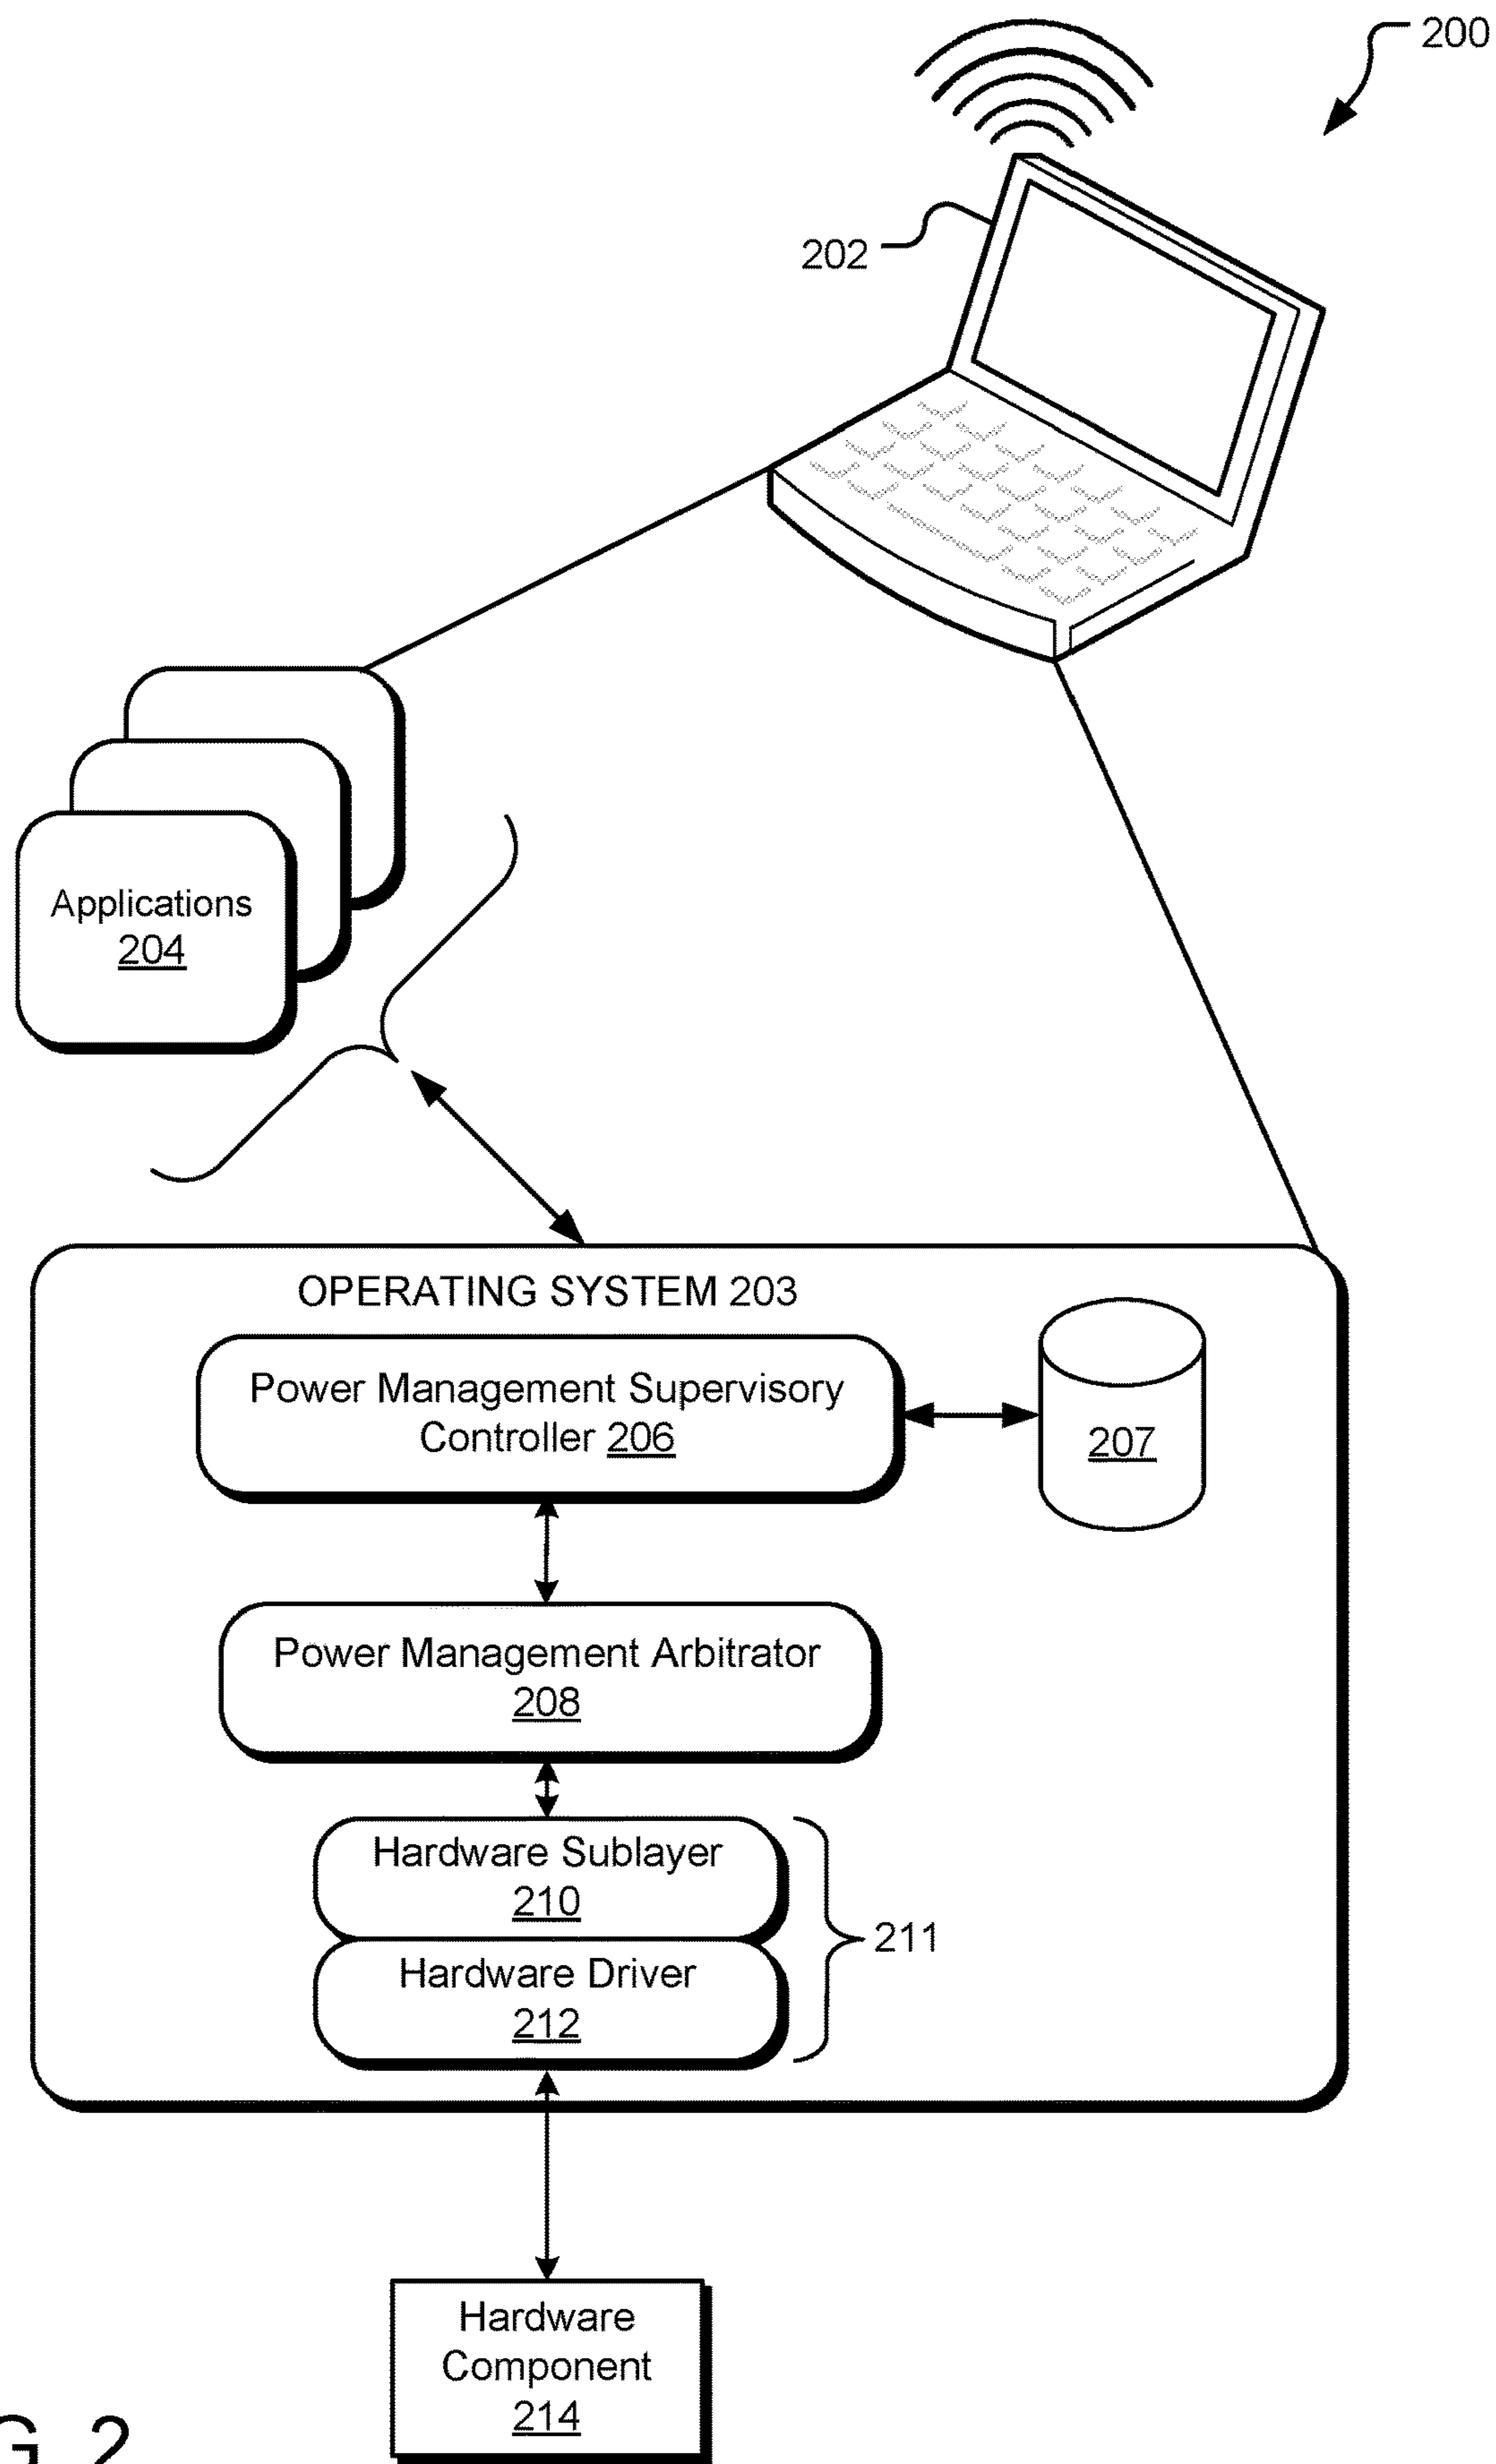 200
202
Applications
204
OPERATING SYSTEM 203
Power Management Supervisory
Controller 206
207
Power Management Arbitrator
208
Hardware Sublayer
210
211
Hardware Driver
212
Hardware
Component
214
G. 2